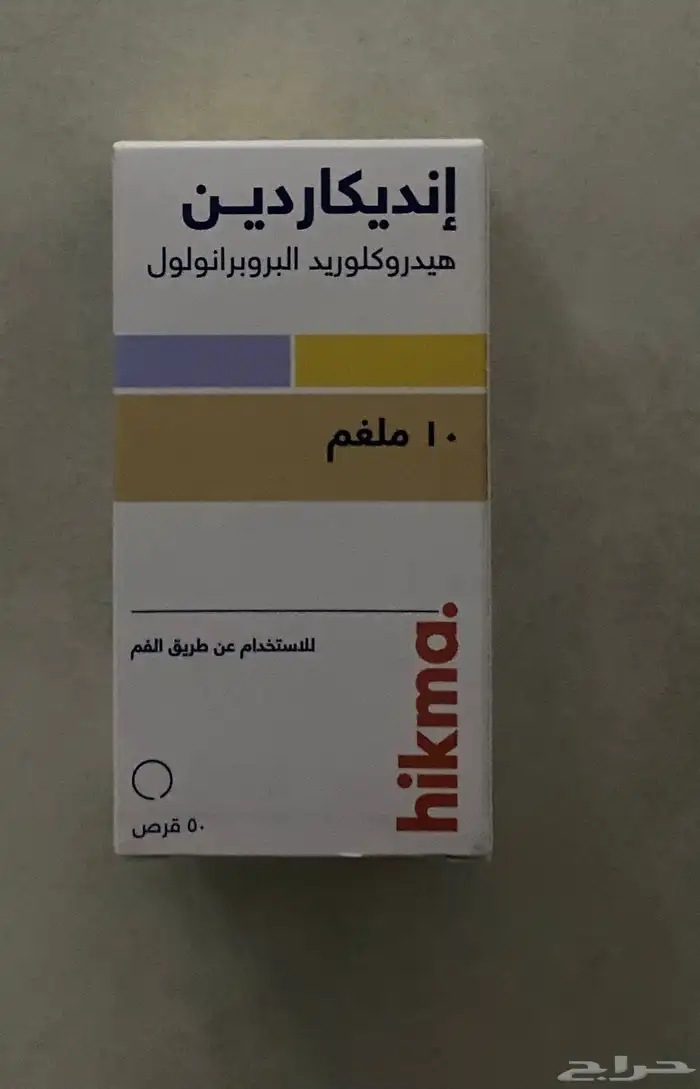 إنديكاردين
هيدروكلوريد البروبرانولول
١٠ ملغم
للاستخدام عن طريق الفم
hikma.
٥٠ قرص
حراج